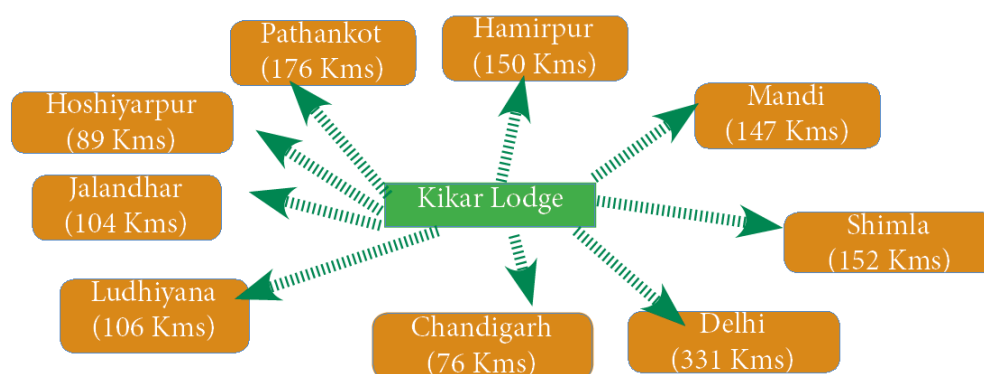 Pathankot
(176 Kms)
Hamirpur
(150 Kms)
Hoshiyarpur
(89 Kms)
Mandi
(147 Kms)
Jalandhar
(104 Kms)
Kikar Lodge
Shimla
(152 Kms)
Ludhiyana
(106 Kms)
Chandigarh
(76 Kms)
Delhi
(331 Kms)